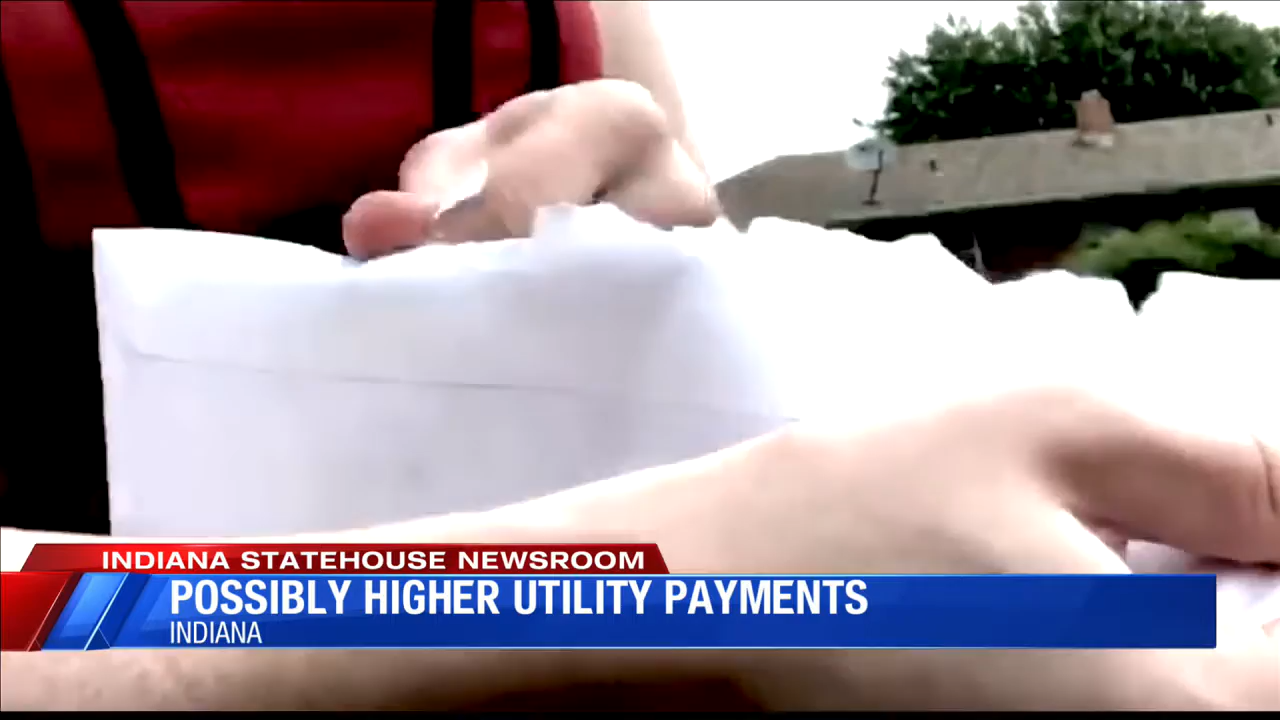 INDIANA STATEHOUSE NEWSROOM
POSSIBLY HIGHER UTILITY PAYMENTS
INDIANA